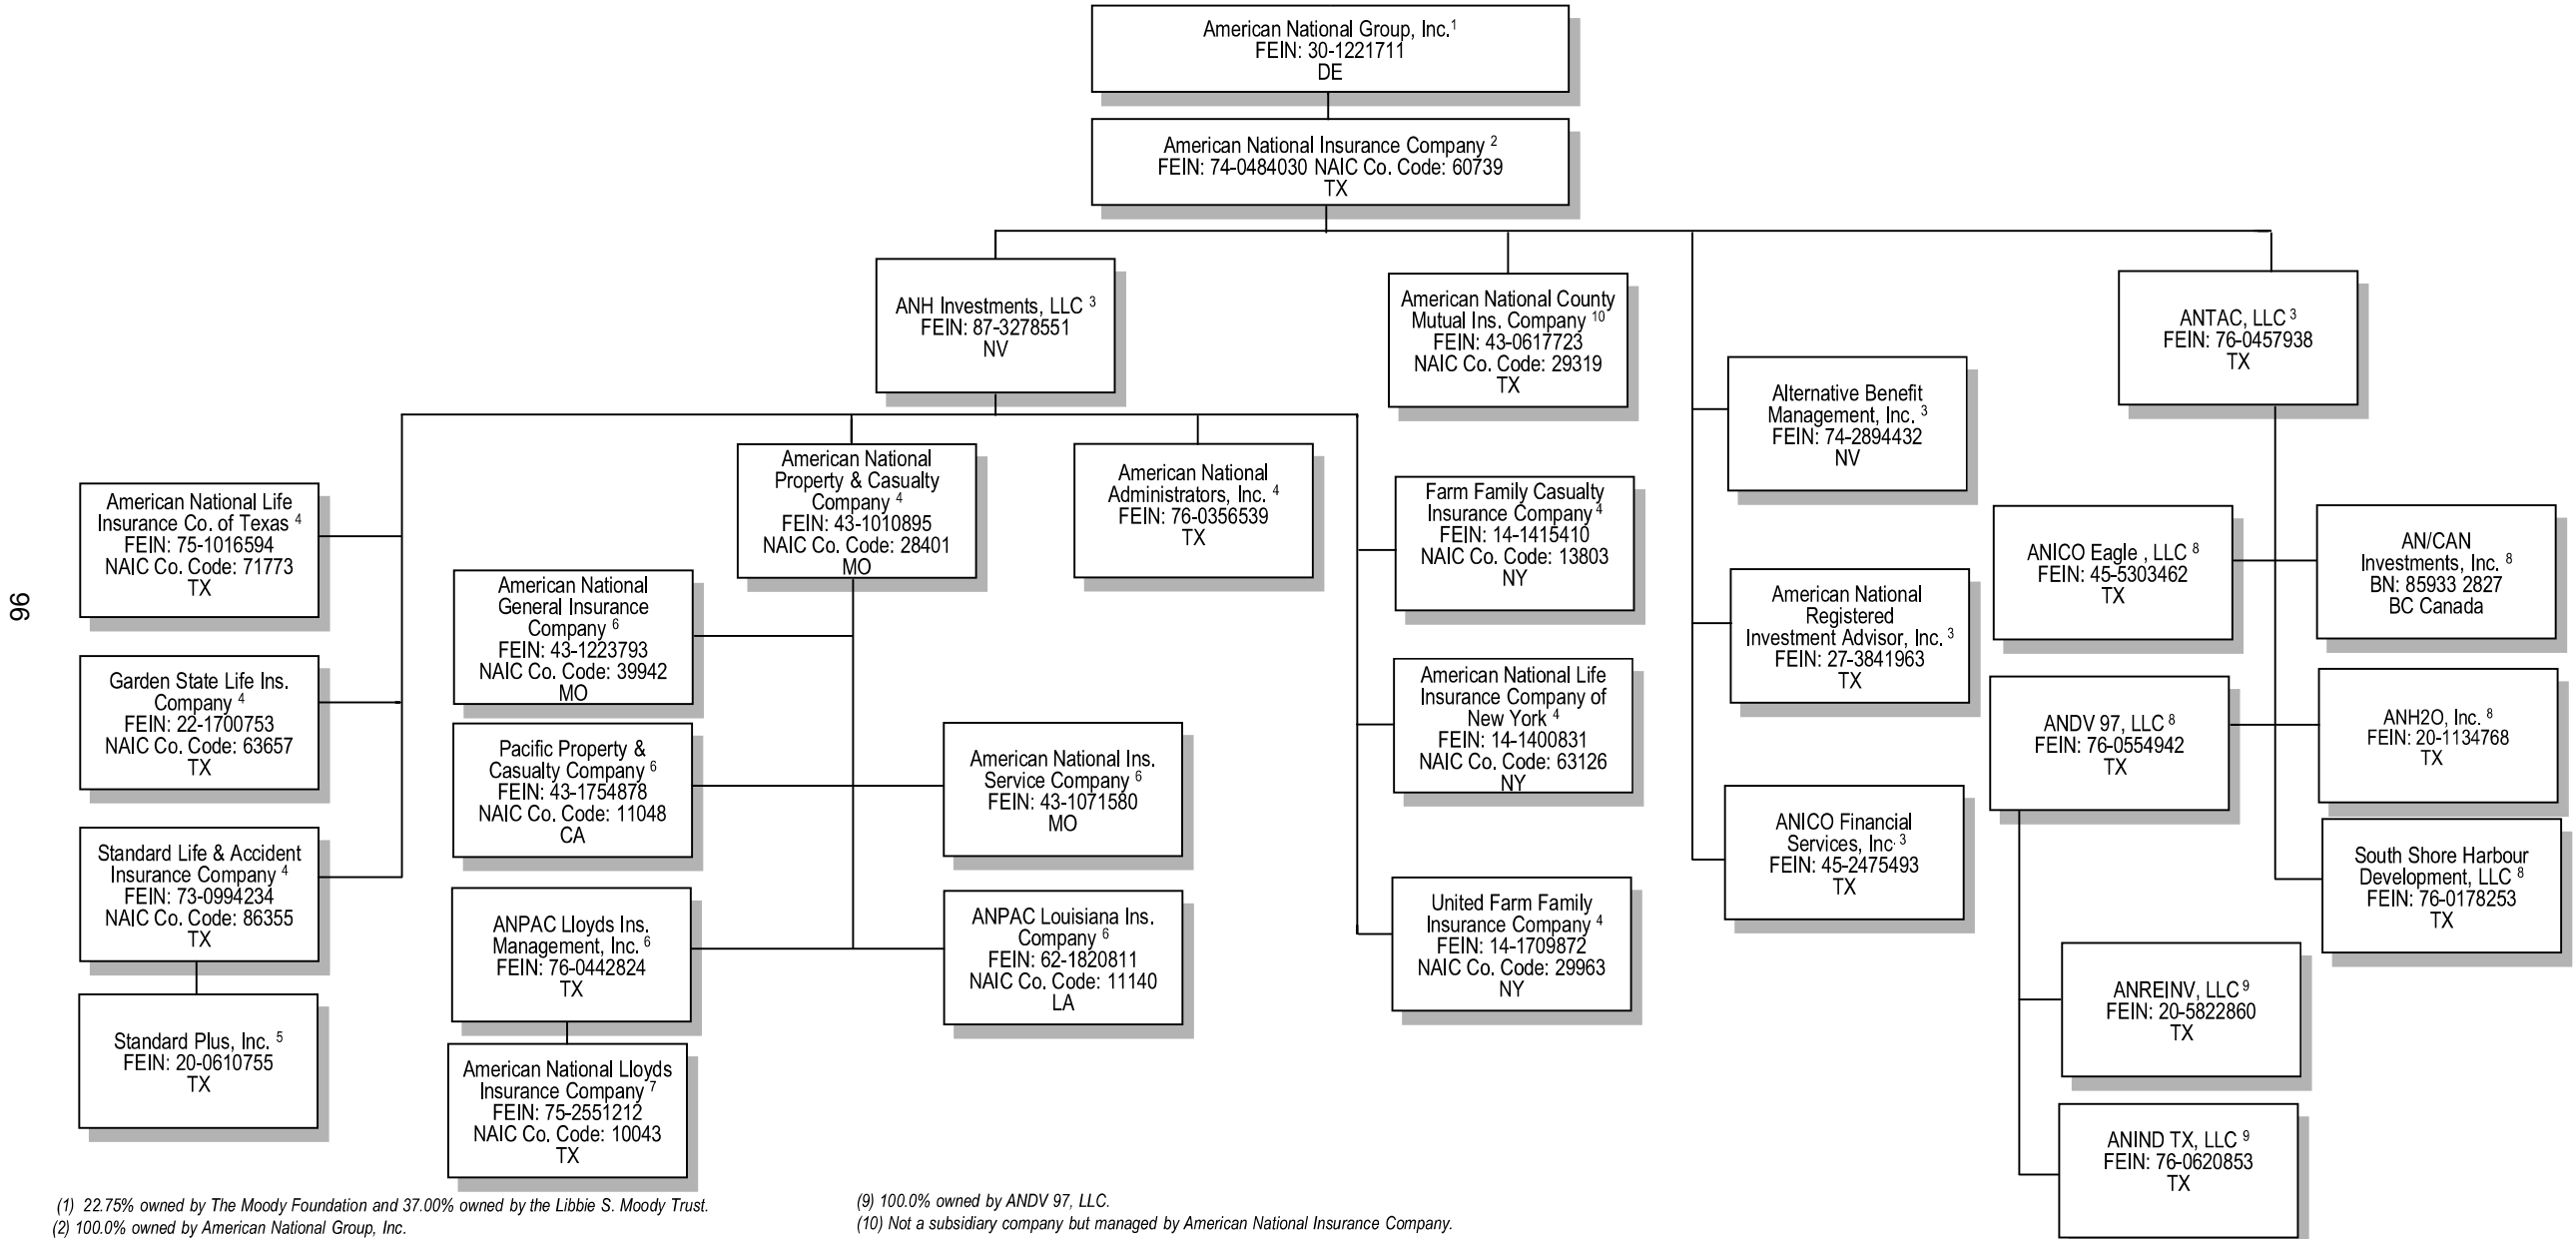 American National Group, Inc.1
FEIN: 30-1221711
DE
American National Insurance Company 2
FEIN: 74-0484030 NAIC Co. Code: 60739
TX
ANH Investments, LLC 3
FEIN: 87-3278551
NV
American National County
Mutual Ins. Company 10
FEIN: 43-0617723
NAIC Co. Code: 29319
TX
ANTAC, LLC 3
FEIN: 76-0457938
TX
Alternative Benefit
Management, Inc. 3
FEIN: 74-2894432
NV
American National Registered
Investment Advisor, Inc. 3
FEIN: 27-3841963
TX
ANICO Financial
Services, Inc. 3
FEIN: 45-2475493
TX
American National Life
Insurance Co. of Texas 4
FEIN: 75-1016594
NAIC Co. Code: 71773
TX
Garden State Life Ins.
Company 4
FEIN: 22-1700753
NAIC Co. Code: 63657
TX
Standard Life & Accident
Insurance Company 4
FEIN: 73-0994234
NAIC Co. Code: 86355
TX
Standard Plus, Inc. 5
FEIN: 20-0610755
TX
American National
Property & Casualty
Company 4
FEIN: 43-1010895
NAIC Co. Code: 28401
MO
American National
General Insurance
Company 6
FEIN: 43-1223793
NAIC Co. Code: 39942
MO
Pacific Property &
Casualty Company 6
FEIN: 43-1754878
NAIC Co. Code: 11048
CA
ANPAC Lloyds Ins.
Management, Inc. 6
FEIN: 76-0442824
TX
American National Lloyds
Insurance Company 7
FEIN: 75-2551212
NAIC Co. Code: 10043
TX
American National Ins.
Service Company 6
FEIN: 43-1071580
MO
ANPAC Louisiana Ins.
Company 6
FEIN: 62-1820811
NAIC Co. Code: 11140
LA
American National
Administrators, Inc. 4
FEIN: 76-0356539
TX
Farm Family Casualty
Insurance Company 4
FEIN: 14-1415410
NAIC Co. Code: 13803
NY
American National Life
Insurance Company of
New York 4
FEIN: 14-1400831
NAIC Co. Code: 63126
NY
United Farm Family
Insurance Company 4
FEIN: 14-1709872
NAIC Co. Code: 29963
NY
ANICO Eagle , LLC 8
FEIN: 45-5303462
TX
AN/CAN
Investments, Inc. 8
BN: 85933 2827
BC Canada
ANDV 97, LLC 8
FEIN: 76-0554942
TX
ANH2O, Inc. 8
FEIN: 20-1134768
TX
South Shore Harbour
Development, LLC 8
FEIN: 76-0178253
TX
ANREINV, LLC 9
FEIN: 20-5822860
TX
ANIND TX, LLC 9
FEIN: 76-0620853
TX
96
(1) 22.75% owned by The Moody Foundation and 37.00% owned by the Libbie S. Moody Trust.
(2) 100.0% owned by American National Group, Inc.
(9) 100.0% owned by ANDV 97, LLC.
(10) Not a subsidiary company but managed by American National Insurance Company.